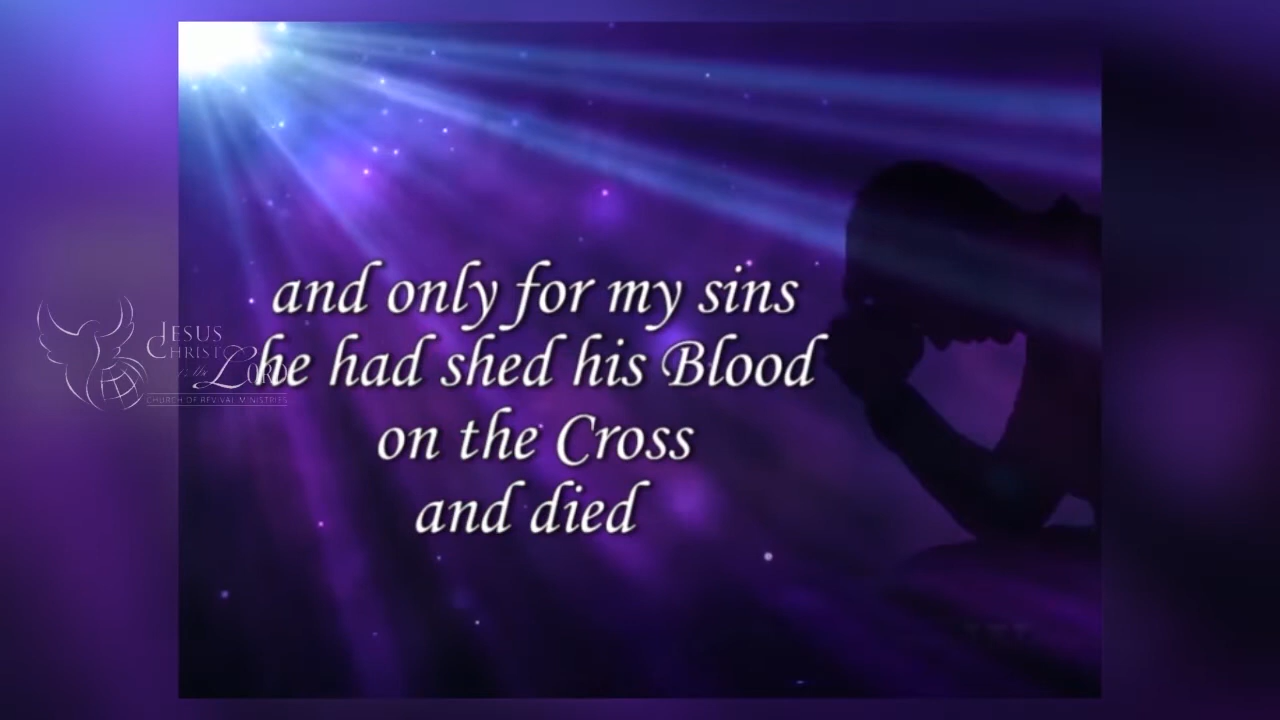 and only for my sins
he had shed his Blood
on the Cross
and died
JESUS
CHRIST
is the LORD
CHURCH OF REVIVAL MINISTRIES